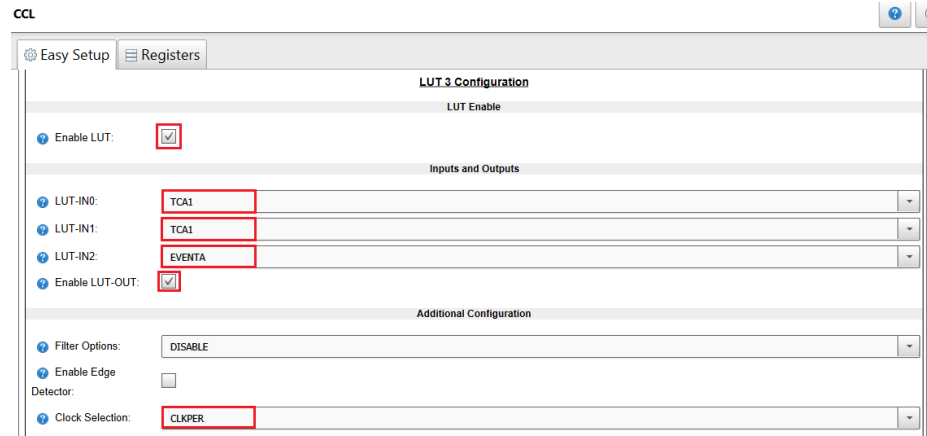 CCL
Easy Setup
Registers
LUT 3 Configuration
LUT Enable
Enable LUT:
Inputs and Outputs
LUT-IN0: TCA1
LUT-IN1: TCA1
LUT-IN2: EVENTA
Enable LUT-OUT:
Additional Configuration
Filter Options: DISABLE
Enable Edge
Detector:
Clock Selection: CLKPER